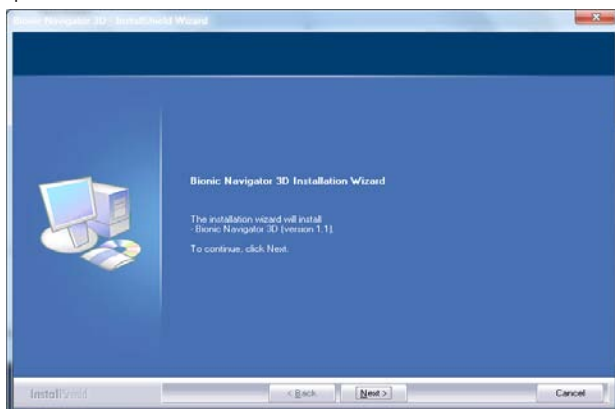 Bionic Navigator 3D - InstallShield Wizard
Bionic Navigator 3D Installation Wizard
The installation wizard will install
- Bionic Navigator 3D (version 1.1)
To continue, click Next.
InstallShield
< Back
Next >
Cancel